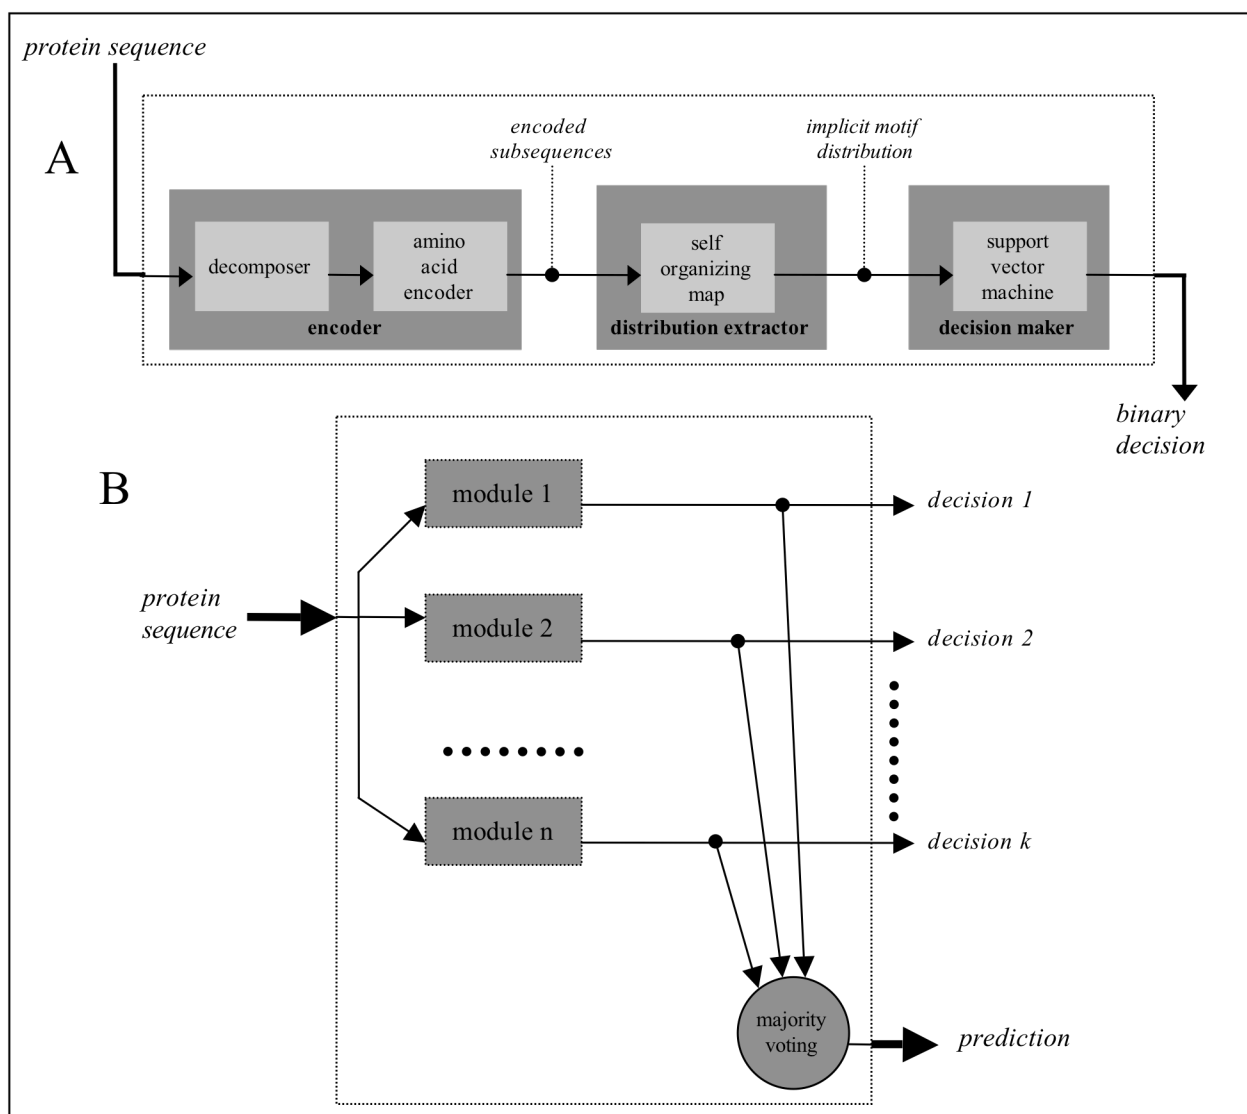 protein sequence
A
encoded
subsequences
implicit motif
distribution
decomposer
amino
acid
encoder
encoder
self
organizing
map
distribution extractor
support
vector
machine
decision maker
binary
decision
B
module 1
decision 1
protein
sequence
module 2
decision 2
module n
decision k
majority
voting
prediction